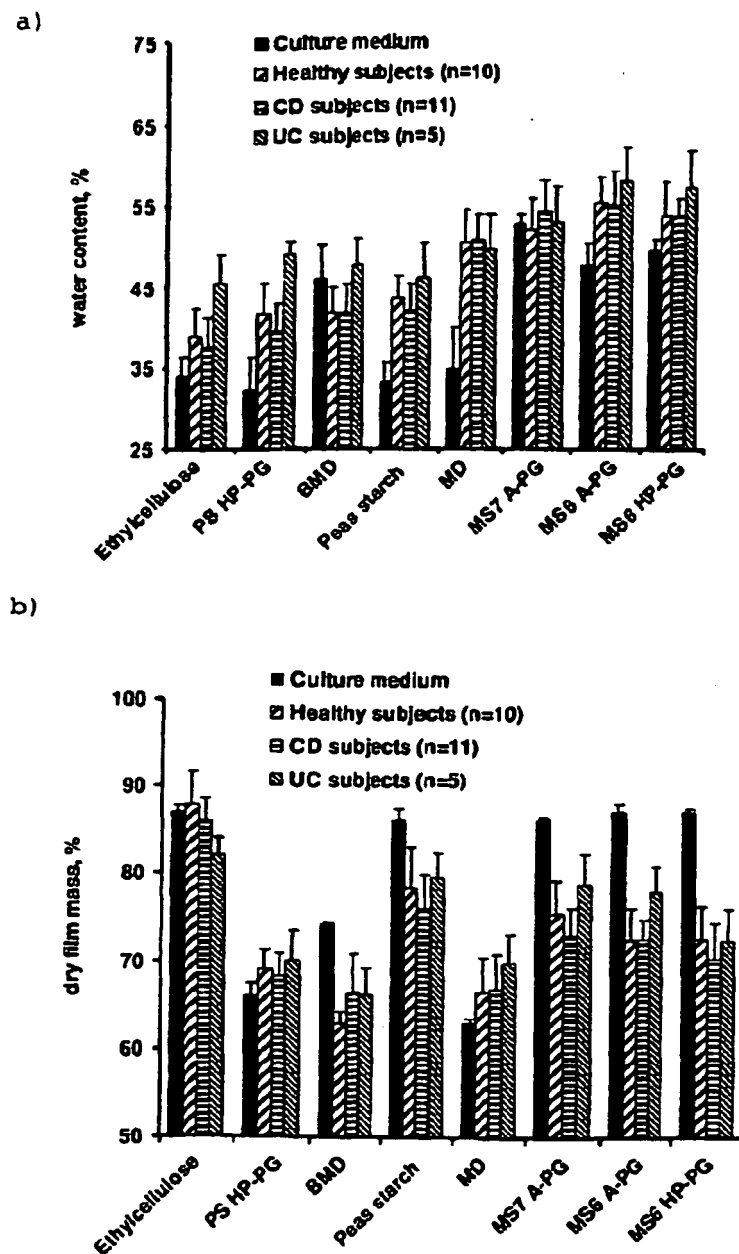 a)
75
65
55
45
35
25
water content, %
Culture medium
Healthy subjects (n=10)
CD subjects (n=11)
UC subjects (n=5)
Ethylcellulose
PS HP-PG
BMD
Peas starch
MD
MS7 A-PG
MS6 A-PG
MS6 HP-PG
b)
100
90
80
70
60
50
dry film mass, %
Culture medium
Healthy subjects (n=10)
CD subjects (n=11)
UC subjects (n=5)
Ethylcellulose
PS HP-PG
BMD
Peas starch
MD
MS7 A-PG
MS6 A-PG
MS6 HP-PG